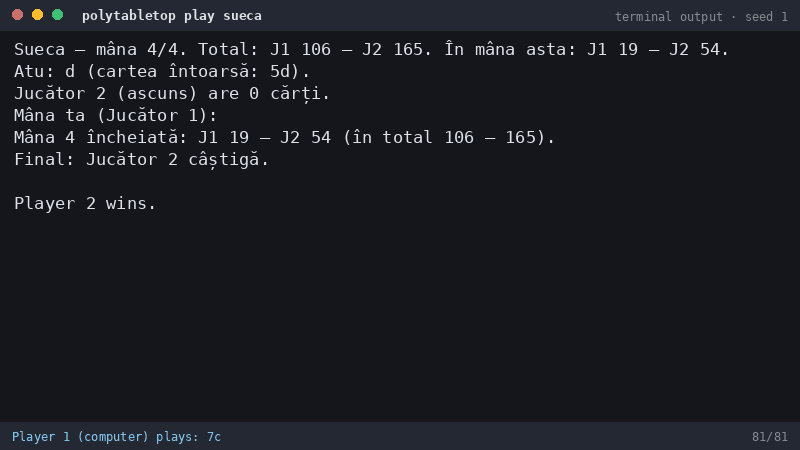 polytabletop play sueca
terminal output · seed 1
Sueca — mâna 4/4. Total: J1 106 — J2 165. În mâna asta: J1 19 — J2 54.
Atu: d (cartea întoarsă: 5d).
Jucător 2 (ascuns) are 0 cărți.
Mâna ta (Jucător 1):
Mâna 4 încheiată: J1 19 — J2 54 (în total 106 — 165).
Final: Jucător 2 câștigă.
Player 2 wins.
Player 1 (computer) plays: 7c
81/81